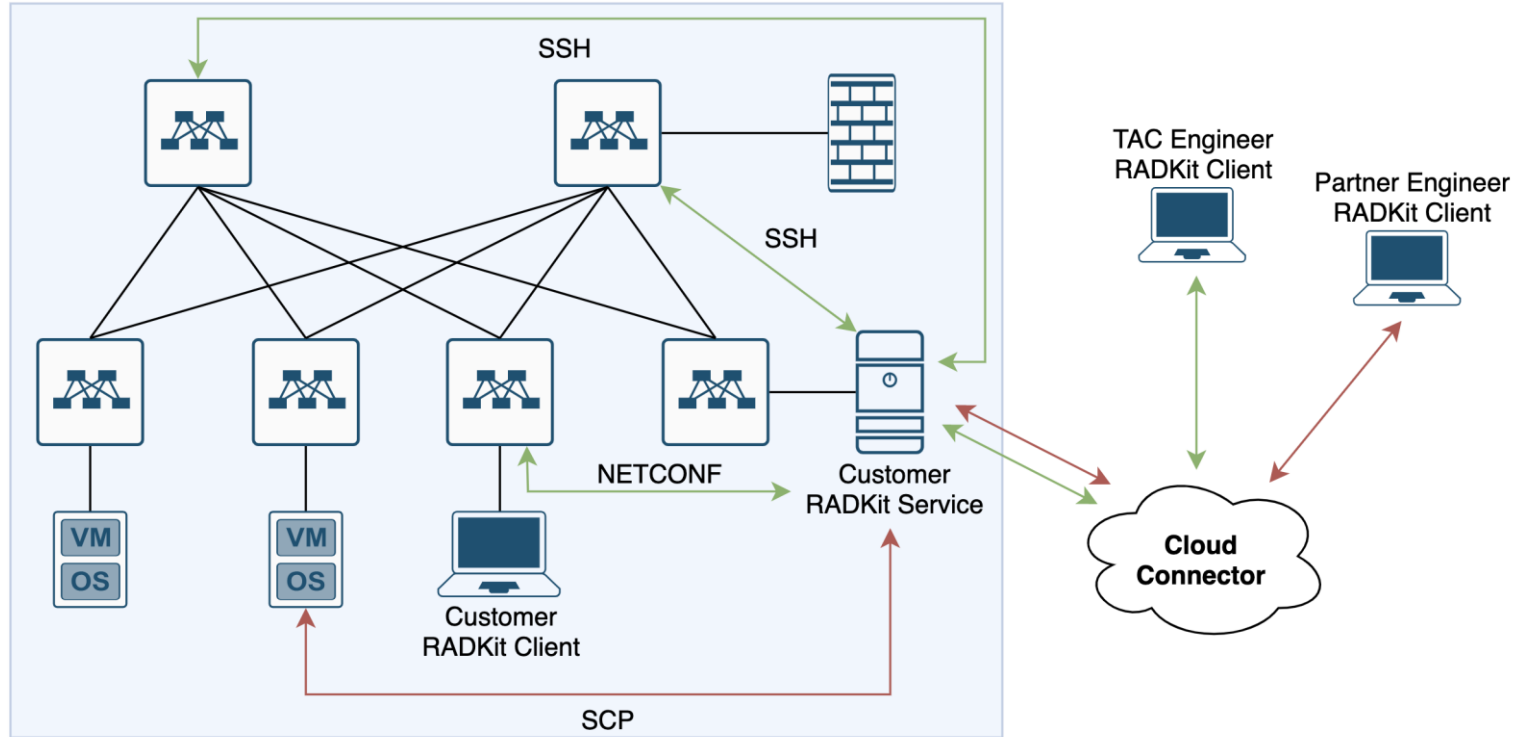 SSH
TAC Engineer
RADKit Client
Partner Engineer
RADKit Client
SSH
NETCONF
Customer
RADKit Service
VM
OS
VM
OS
Cloud
Connector
Customer
RADKit Client
SCP